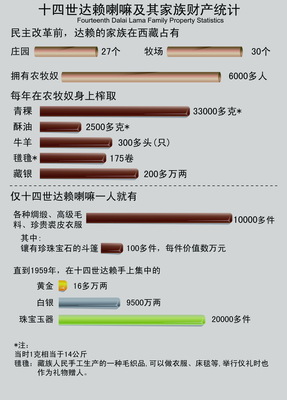 十四世达赖喇嘛及其家族财产统计
Fourteenth Dalai Lama Family Property Statistics
民主改革前，达赖的家族在西藏占有
庄园 27个 牧场 30个
拥有农牧奴 6000多人
每年在农牧奴身上榨取
青稞 33000多克*
酥油 2500多克*
牛羊 300多头(只)
氆氇* 175卷
藏银 200多万两
仅十四世达赖喇嘛一人就有
各种绸缎、高级毛
料、珍贵裘皮衣服 10000多件
其中:
镶有珍珠宝石的斗篷 100多件，每件价值数万元
直到1959年，在十四世达赖手上集中的
黄金 16多万两
白银 9500万两
珠宝玉器 20000多件
*注:
当时1克相当于14公斤
氆氇：藏族人民手工生产的一种毛织品,可以做衣服、床毯等,举行仪礼时也
作为礼物赠人。